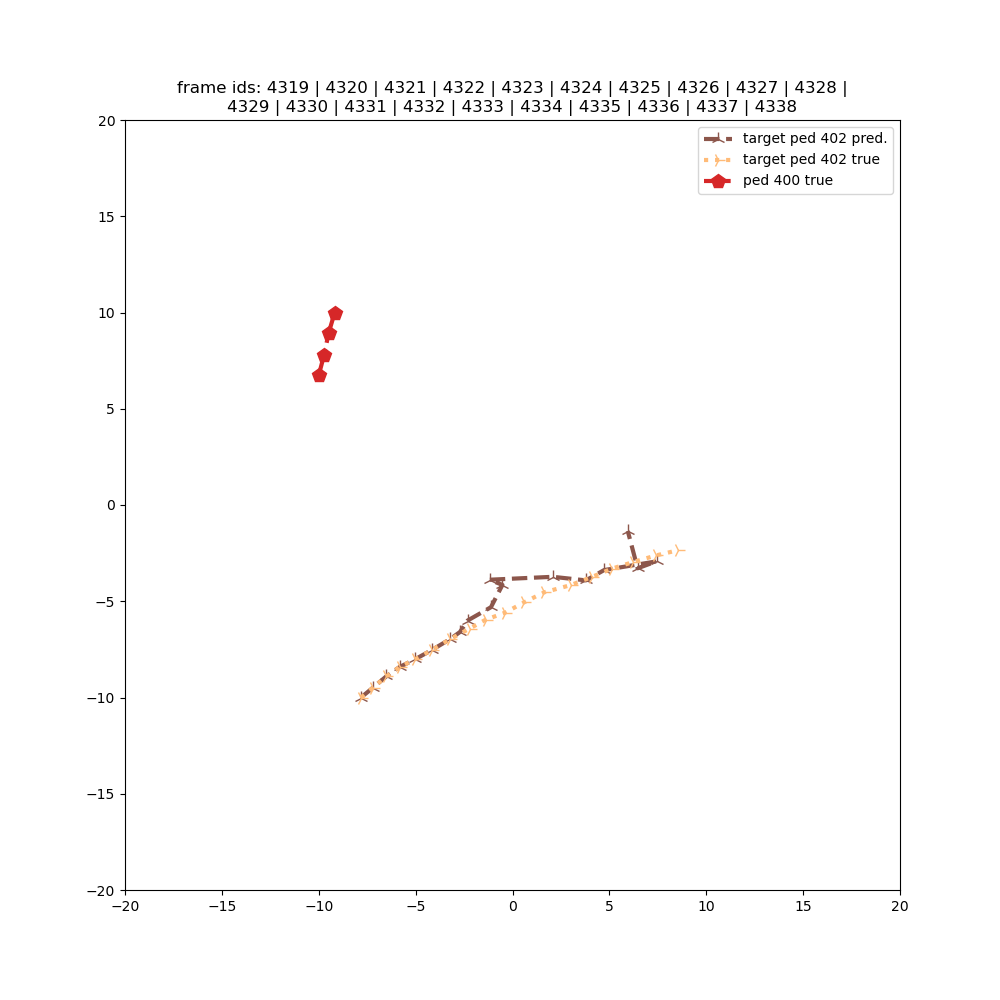 frame ids: 4319 | 4320 | 4321 | 4322 | 4323 | 4324 | 4325 | 4326 | 4327 | 4328 |
4329 | 4330 | 4331 | 4332 | 4333 | 4334 | 4335 | 4336 | 4337 | 4338
target ped 402 pred.
target ped 402 true
ped 400 true
20
15
10
5
0
−5
−10
−15
−20
−20 −15 −10 −5 0 5 10 15 20